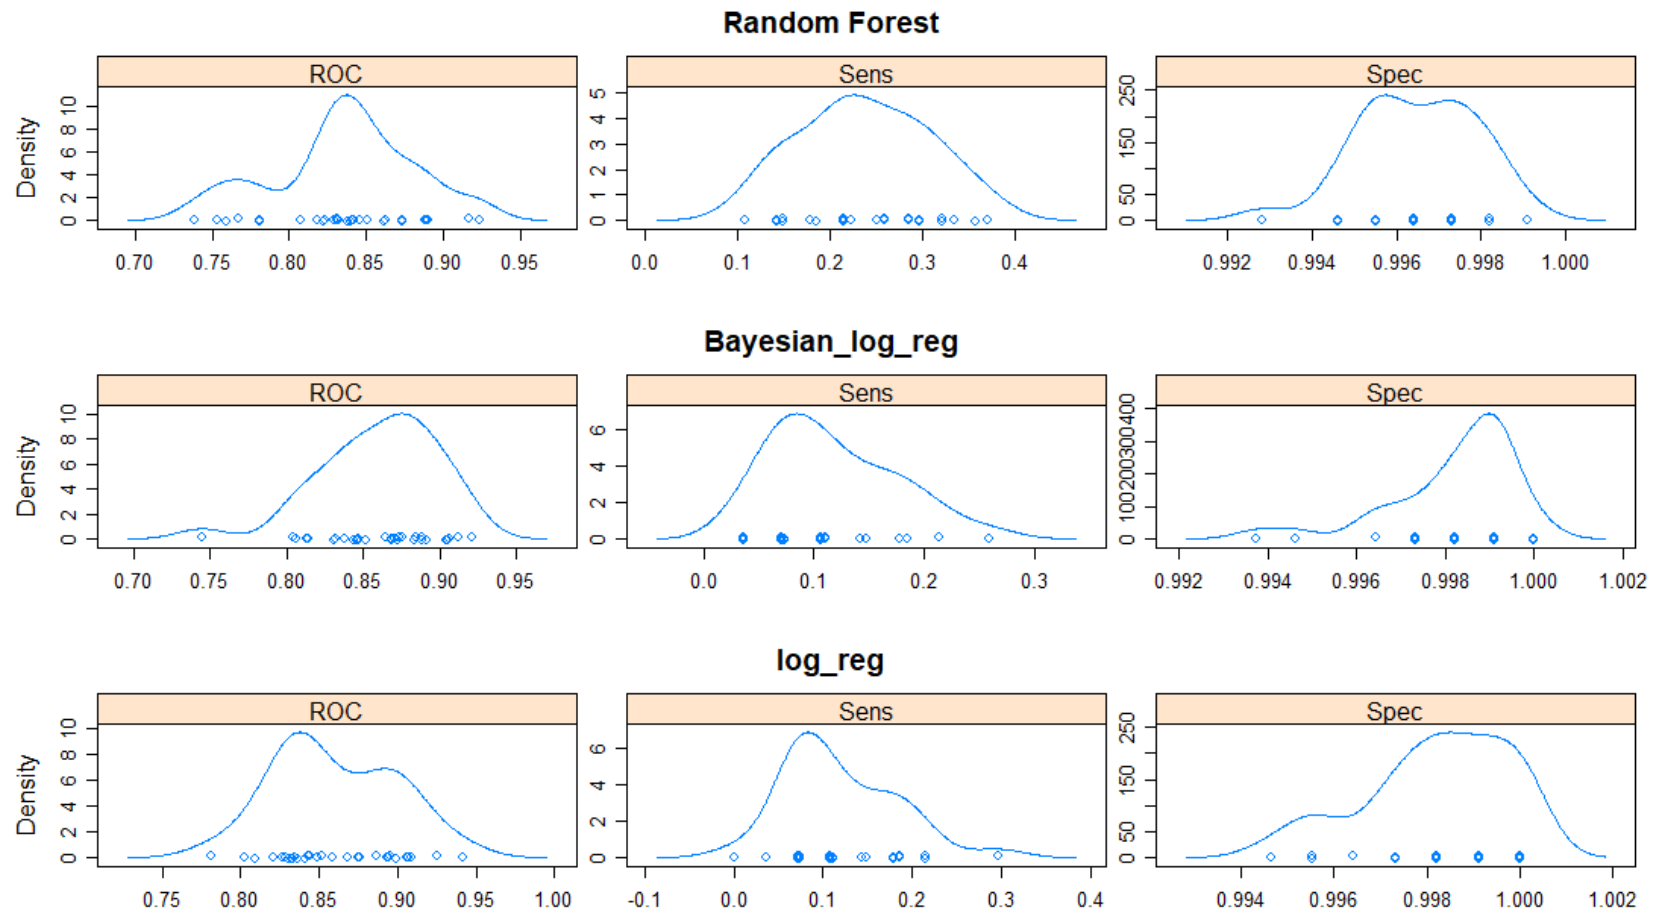 Random Forest
ROC Sens Spec
Density
0 2 4 6 8 10
0 1 2 3 4 5
0 50 150 250
0.70 0.75 0.80 0.85 0.90 0.95
0.0 0.1 0.2 0.3 0.4
0.992 0.994 0.996 0.998 1.000
Bayesian_log_reg
ROC Sens Spec
Density
0 2 4 6 8 10
0 2 4 6
0 100200300400
0.70 0.75 0.80 0.85 0.90 0.95
0.0 0.1 0.2 0.3
0.992 0.994 0.996 0.998 1.000 1.002
log_reg
ROC Sens Spec
Density
0 2 4 6 8 10
0 2 4 6
0 50 150 250
0.75 0.80 0.85 0.90 0.95 1.00
-0.1 0.0 0.1 0.2 0.3 0.4
0.994 0.996 0.998 1.000 1.002